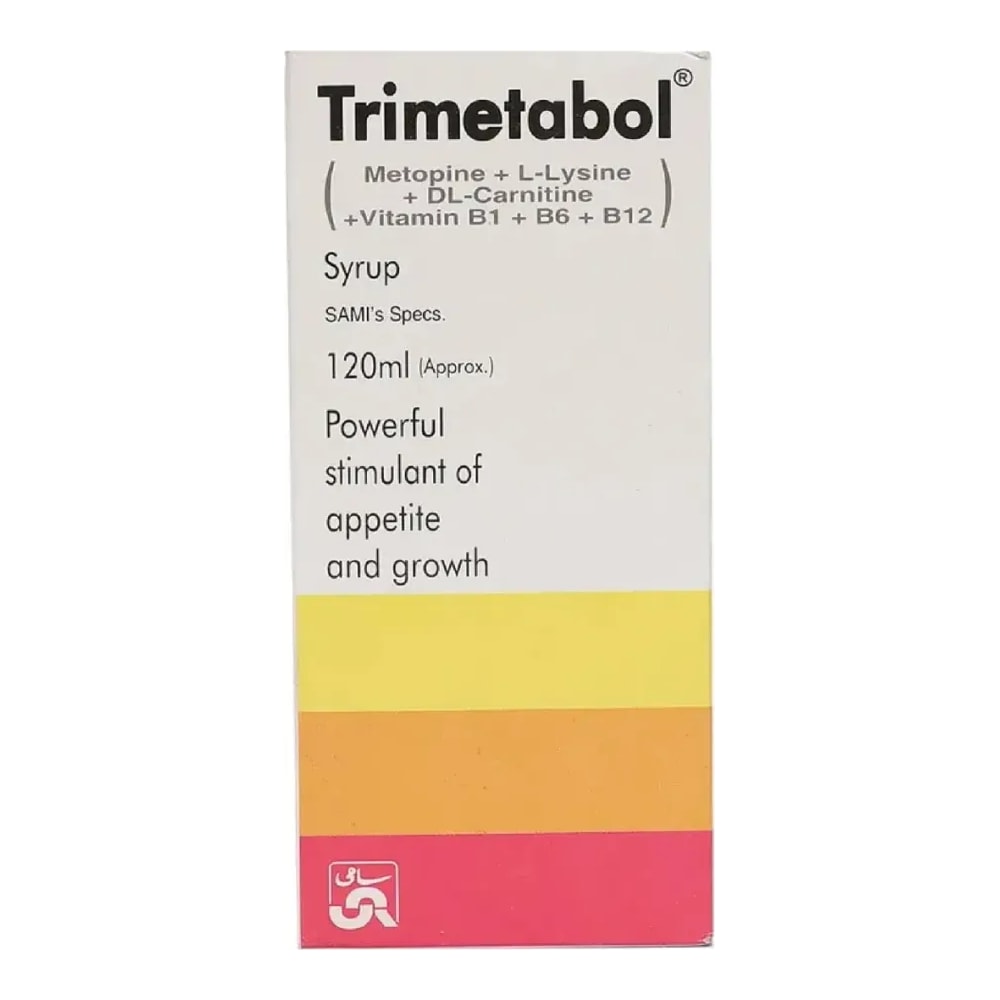 Trimetabol®
( Metopine + L-Lysine
+ DL-Carnitine
+Vitamin B1 + B6 + B12 )
Syrup
SAMI's Specs.
120ml (Approx.)
Powerful
stimulant of
appetite
and growth
سامی